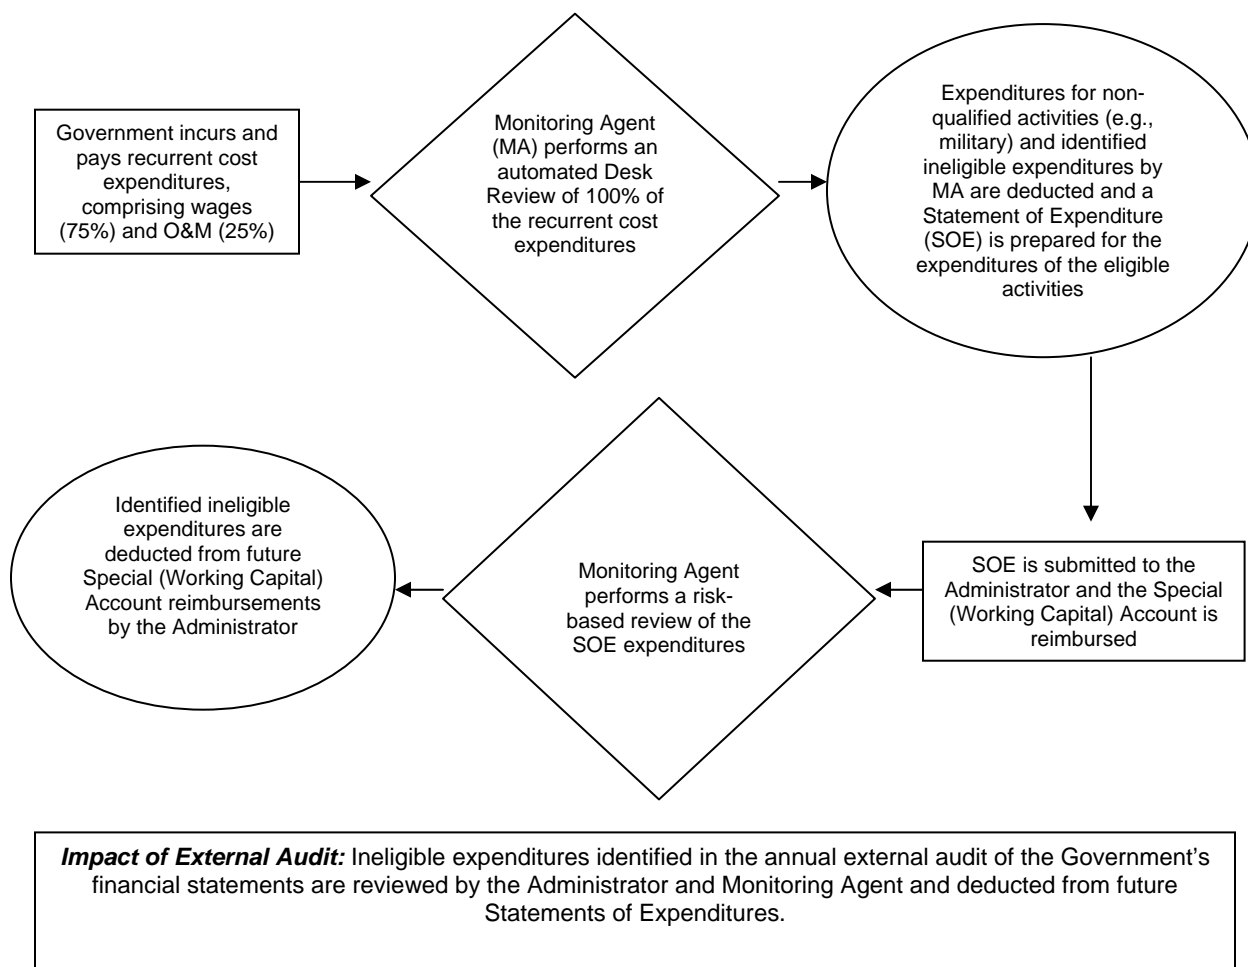 Government incurs and
pays recurrent cost
expenditures,
comprising wages
(75%) and O&M (25%)
Monitoring Agent
(MA) performs an
automated Desk
Review of 100% of
the recurrent cost
expenditures
Expenditures for non-
qualified activities (e.g.,
military) and identified
ineligible expenditures by
MA are deducted and a
Statement of Expenditure
(SOE) is prepared for the
expenditures of the eligible
activities
SOE is submitted to the
Administrator and the Special
(Working Capital) Account is
reimbursed
Monitoring Agent
performs a risk-
based review of the
SOE expenditures
Identified ineligible
expenditures are
deducted from future
Special (Working Capital)
Account reimbursements
by the Administrator
Impact of External Audit: Ineligible expenditures identified in the annual external audit of the Government's
financial statements are reviewed by the Administrator and Monitoring Agent and deducted from future
Statements of Expenditures.